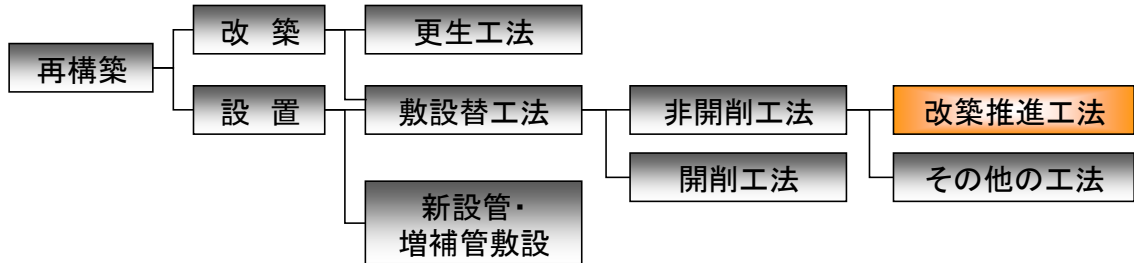 改 築
更生工法
再構築
設 置
敷設替工法
非開削工法
改築推進工法
開削工法
その他の工法
新設管・
増補管敷設